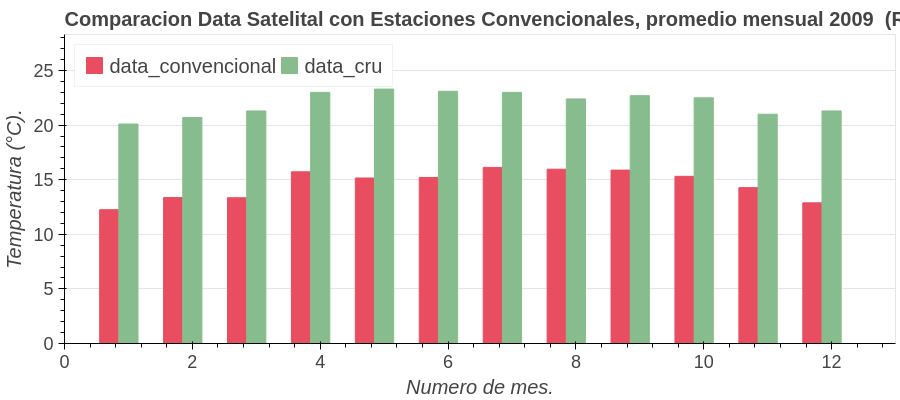 Comparacion Data Satelital con Estaciones Convencionales, promedio mensual 2009 (R
data_convencional data_cru
25
20
15
10
5
0
Temperatura (°C).
0 2 4 6 8 10 12
Numero de mes.